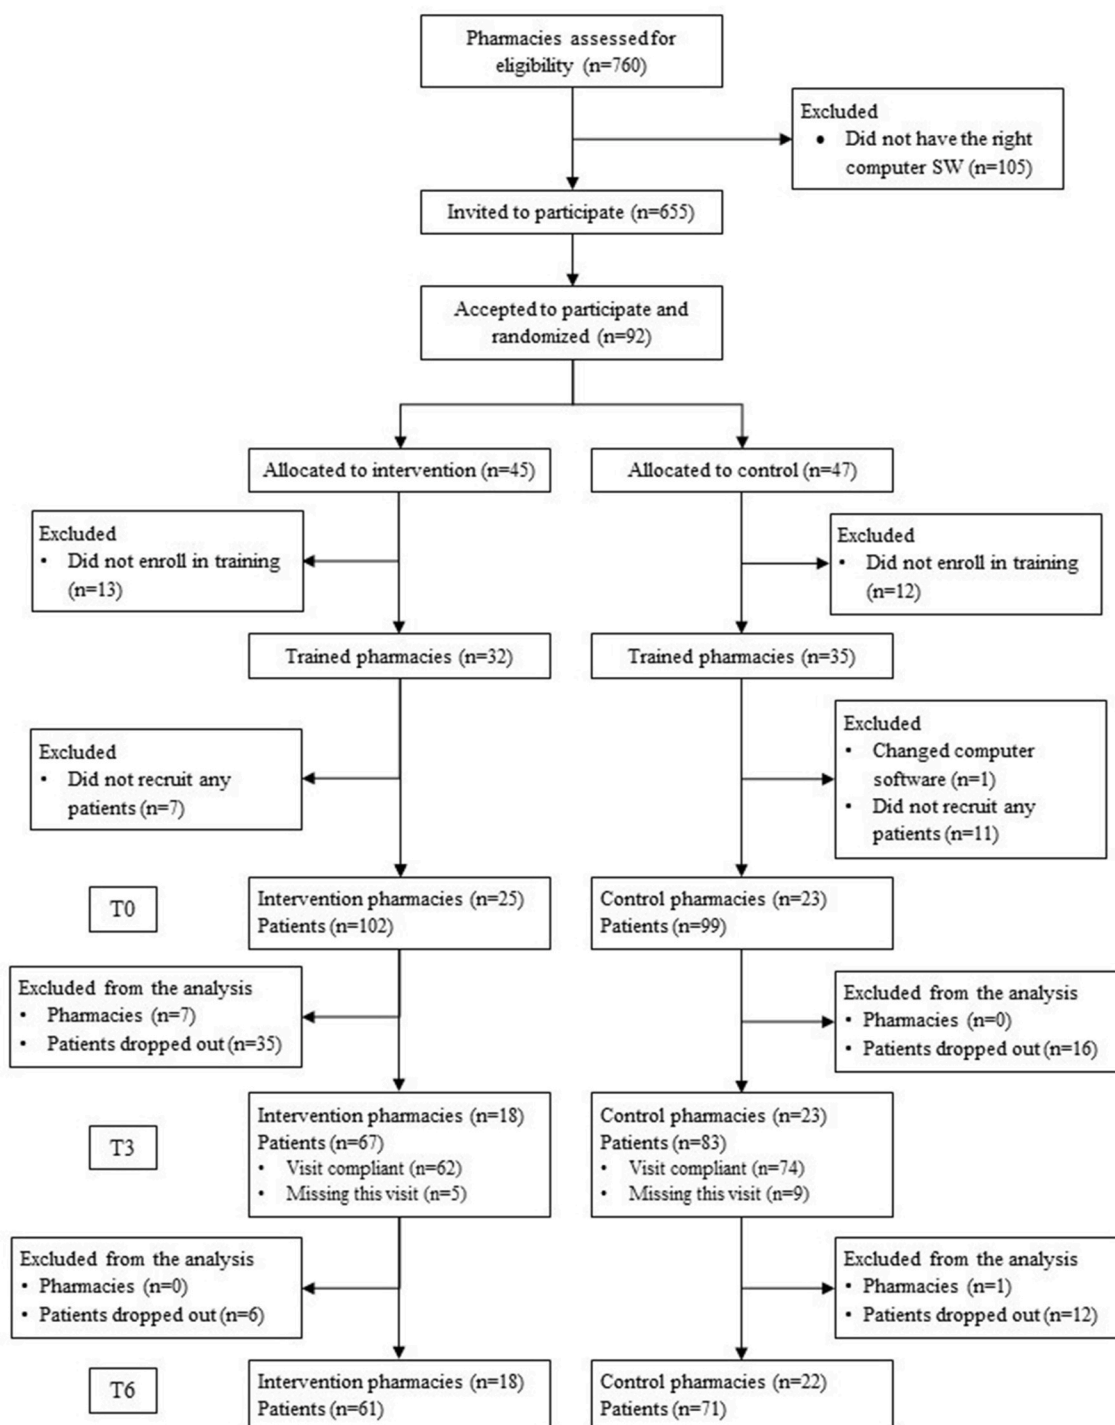 Pharmacies assessed for
eligibility (n=760)
Excluded
• Did not have the right
computer SW (n=105)
Invited to participate (n=655)
Accepted to participate and
randomized (n=92)
Allocated to intervention (n=45)
Allocated to control (n=47)
Excluded
• Did not enroll in training
(n=13)
Excluded
• Did not enroll in training
(n=12)
Trained pharmacies (n=32)
Trained pharmacies (n=35)
Excluded
• Did not recruit any
patients (n=7)
Excluded
• Changed computer
software (n=1)
• Did not recruit any
patients (n=11)
T0
Intervention pharmacies (n=25)
Patients (n=102)
Control pharmacies (n=23)
Patients (n=99)
Excluded from the analysis
• Pharmacies (n=7)
• Patients dropped out (n=35)
Excluded from the analysis
• Pharmacies (n=0)
• Patients dropped out (n=16)
T3
Intervention pharmacies (n=18)
Patients (n=67)
• Visit compliant (n=62)
• Missing this visit (n=5)
Control pharmacies (n=23)
Patients (n=83)
• Visit compliant (n=74)
• Missing this visit (n=9)
Excluded from the analysis
• Pharmacies (n=0)
• Patients dropped out (n=6)
Excluded from the analysis
• Pharmacies (n=1)
• Patients dropped out (n=12)
T6
Intervention pharmacies (n=18)
Patients (n=61)
Control pharmacies (n=22)
Patients (n=71)